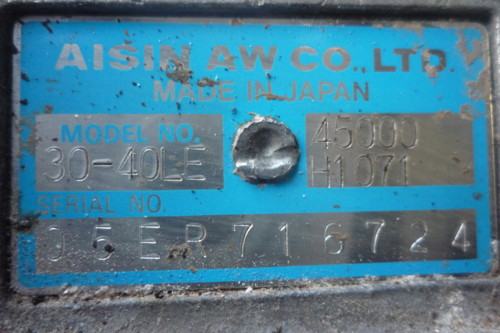 AISIN AW CO., LTD.
MADE IN JAPAN
MODEL NO. 45000
30-40LE H1071
SERIAL NO.
05ER716724